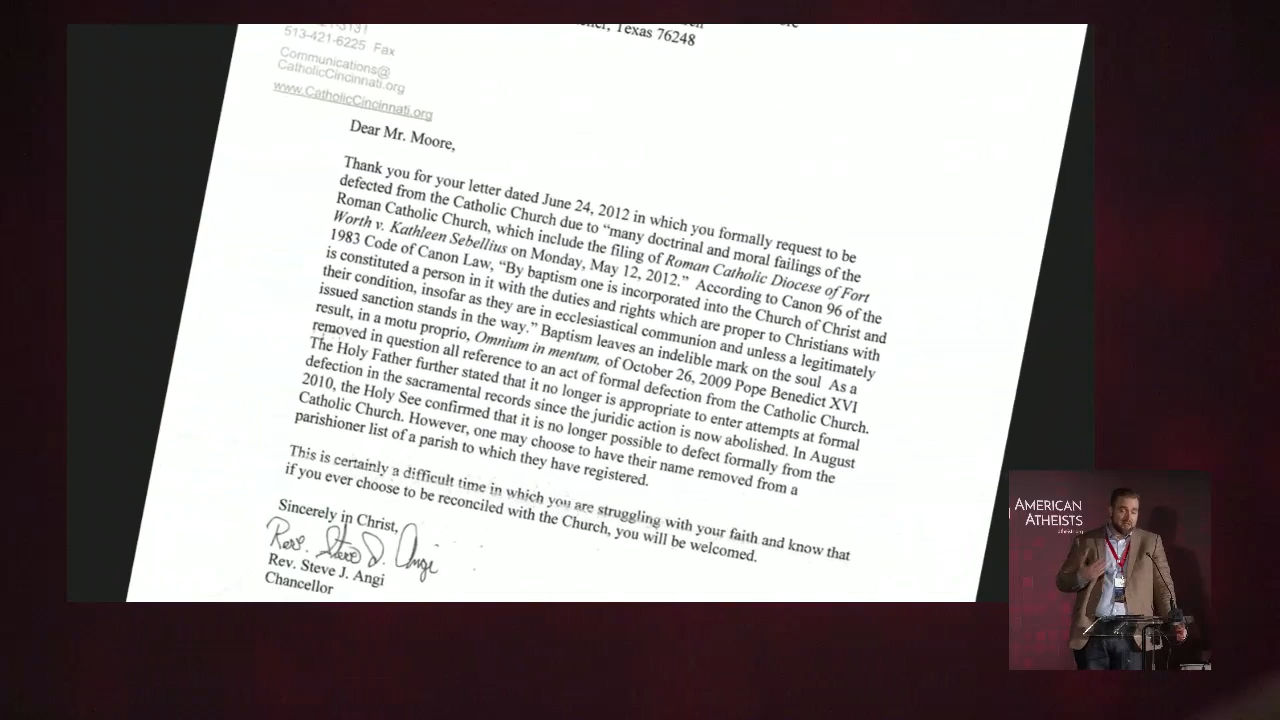 Texas 76248
513-421-6225 Fax
Communications@
CatholicCincinnati.org
www.CatholicCincinnati.org
Dear Mr. Moore,
Thank you for your letter dated June 24, 2012 in which you formally request to be
defected from the Catholic Church due to “many doctrinal and moral failings of the
Roman Catholic Church, which include the filing of Roman Catholic Diocese of Fort
Worth v. Kathleen Sebellius on Monday, May 12, 2012.” According to Canon 96 of the
1983 Code of Canon Law, “By baptism one is incorporated into the Church of Christ and
is constituted a person in it with the duties and rights which are proper to Christians with
their condition, insofar as they are in ecclesiastical communion and unless a legitimately
issued sanction stands in the way.” Baptism leaves an indelible mark on the soul As a
result, in a motu proprio, Omnium in mentum, of October 26, 2009 Pope Benedict XVI
removed in question all reference to an act of formal defection from the Catholic Church.
The Holy Father further stated that it no longer is appropriate to enter attempts at formal
defection in the sacramental records since the juridic action is now abolished. In August
2010, the Holy See confirmed that it is no longer possible to defect formally from the
Catholic Church. However, one may choose to have their name removed from a
parishioner list of a parish to which they have registered.
This is certainly a difficult time in which you are struggling with your faith and know that
if you ever choose to be reconciled with the Church, you will be welcomed.
Sincerely in Christ,
Rev. Steve J. Angi
Rev. Steve J. Angi
Chancellor
AMERICAN
ATHEISTS